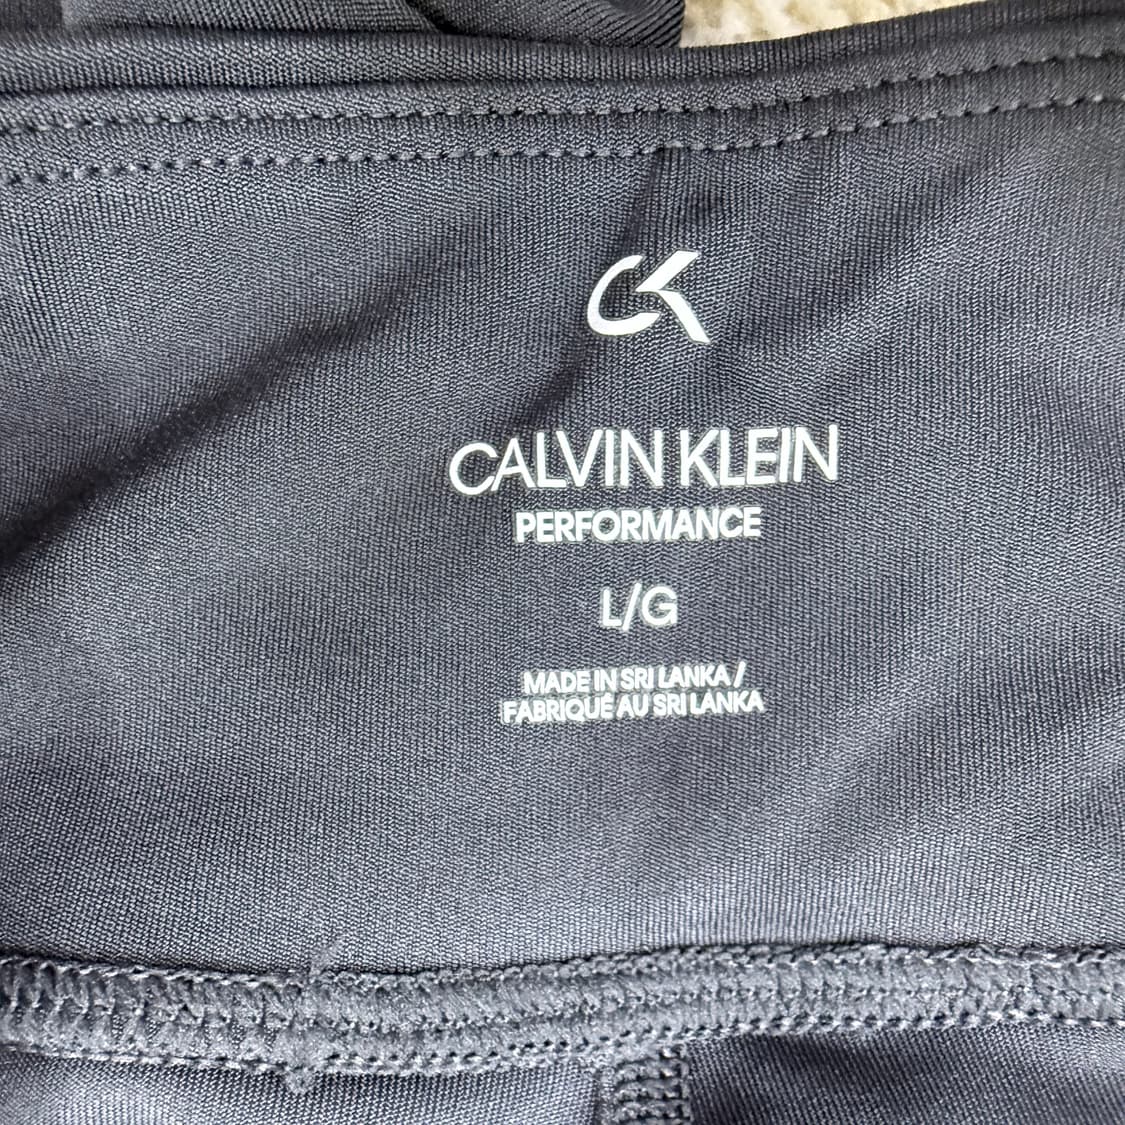 CK
CALVIN KLEIN
PERFORMANCE
L/G
MADE IN SRI LANKA /
FABRIQUÉ AU SRI LANKA